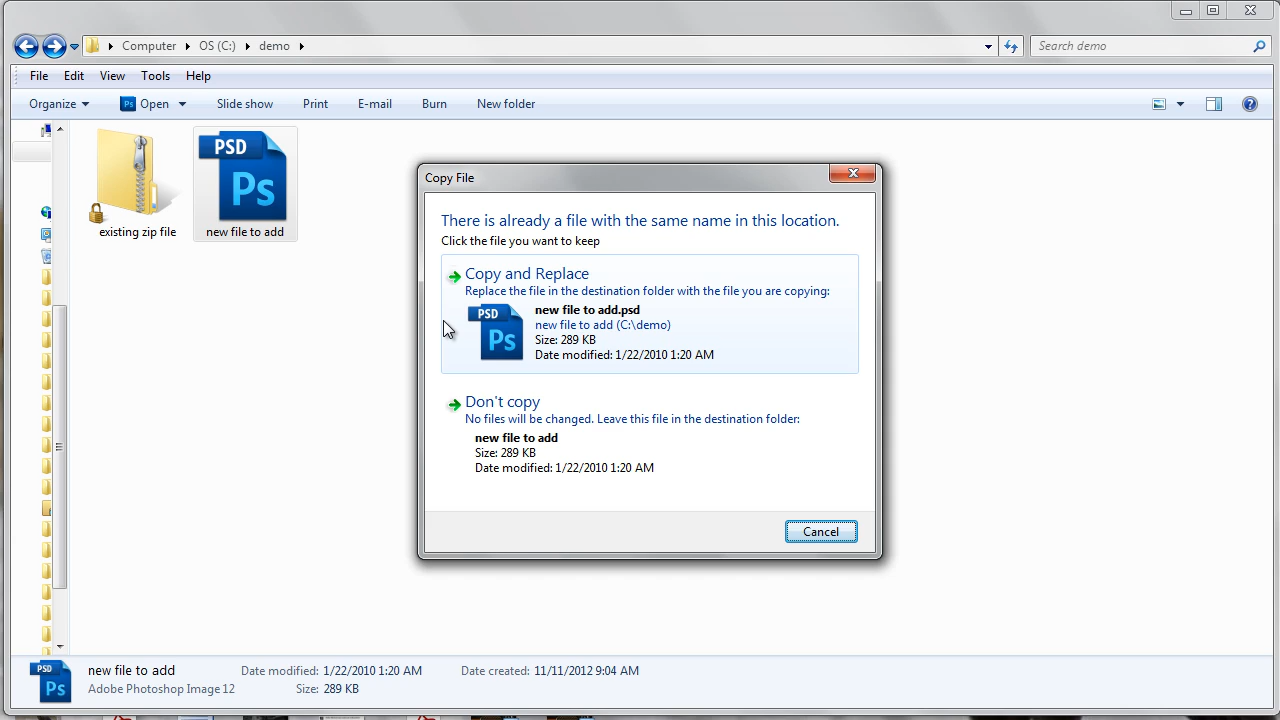 Computer OS (C:) demo
Search demo
File Edit View Tools Help
Organize Open Slide show Print E-mail Burn New folder
PSD
Ps
existing zip file
new file to add
Copy File
There is already a file with the same name in this location.
Click the file you want to keep
Copy and Replace
Replace the file in the destination folder with the file you are copying:
PSD
Ps
new file to add.psd
new file to add (C:\demo)
Size: 289 KB
Date modified: 1/22/2010 1:20 AM
Don't copy
No files will be changed. Leave this file in the destination folder:
new file to add
Size: 289 KB
Date modified: 1/22/2010 1:20 AM
Cancel
PSD
Ps
new file to add Date modified: 1/22/2010 1:20 AM Date created: 11/11/2012 9:04 AM
Adobe Photoshop Image 12 Size: 289 KB